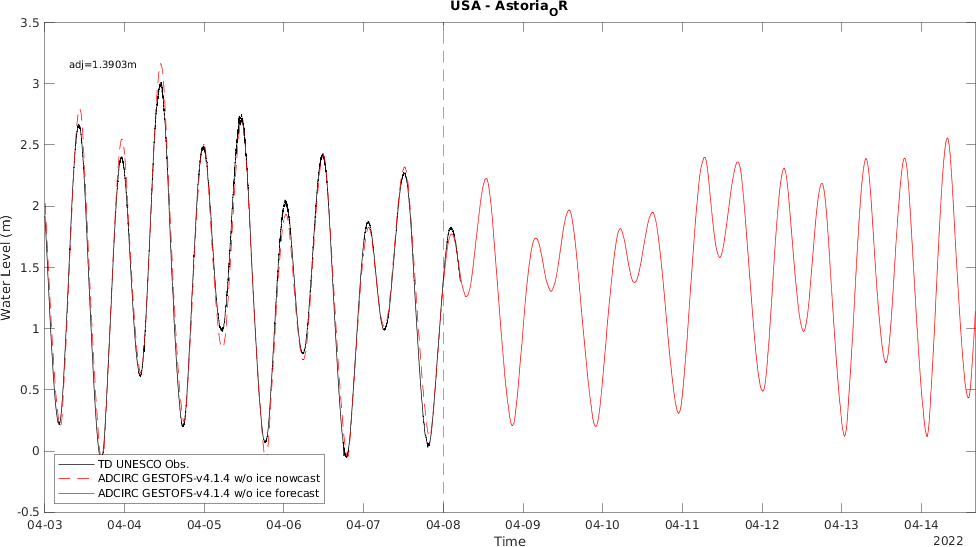 USA - Astoria_OR
adj=1.3903m
3.5
3
2.5
2
1.5
1
0.5
0
-0.5
Water Level (m)
TD UNESCO Obs.
ADCIRC GESTOFS-v4.1.4 w/o ice nowcast
ADCIRC GESTOFS-v4.1.4 w/o ice forecast
04-03 04-04 04-05 04-06 04-07 04-08 04-09 04-10 04-11 04-12 04-13 04-14
Time
2022